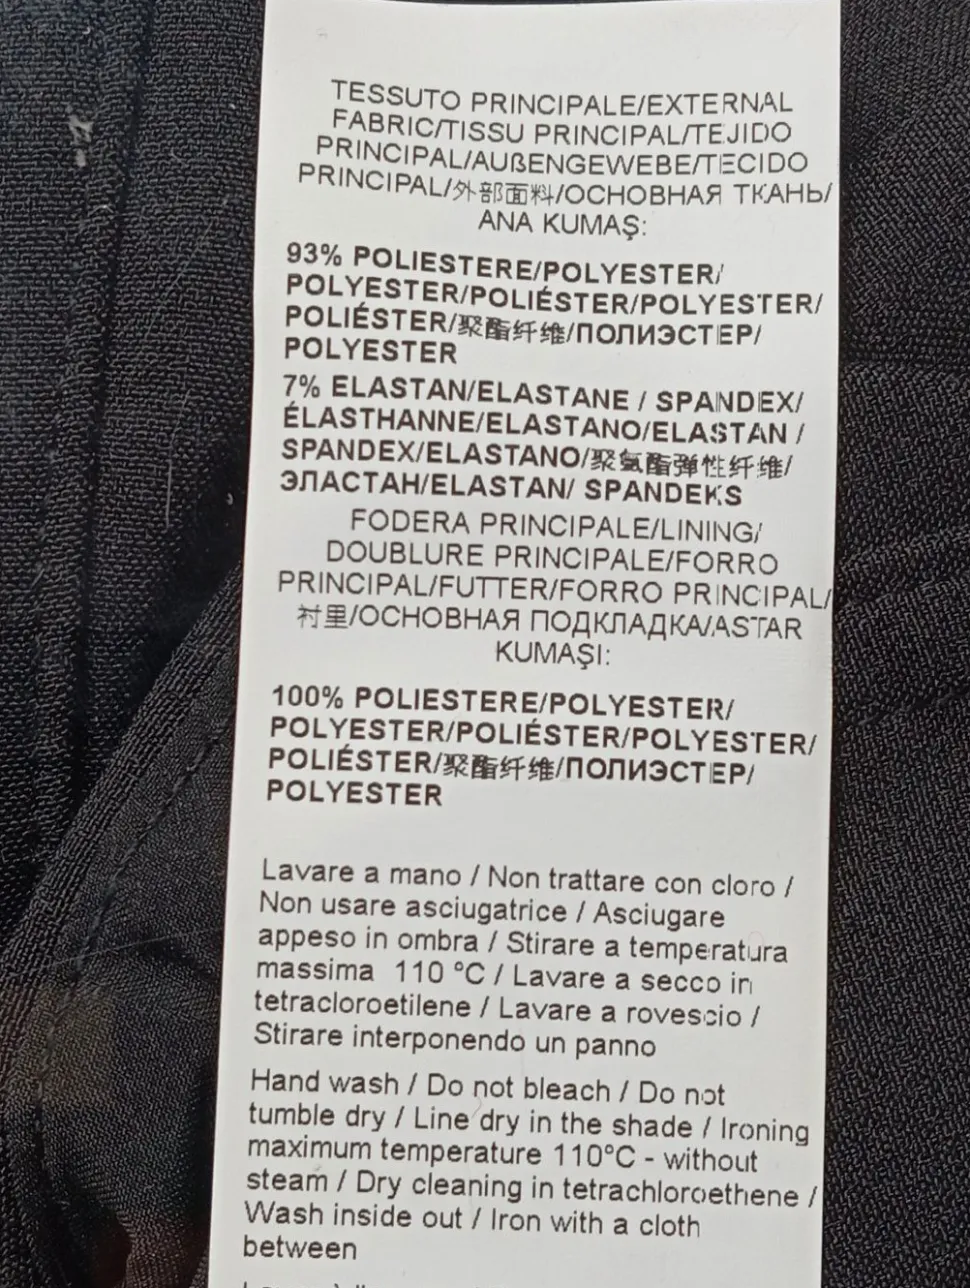 TESSUTO PRINCIPALE/EXTERNAL
FABRIC/TISSU PRINCIPAL/TEJIDO
PRINCIPAL/AUßENGEWEBE/TECIDO
PRINCIPAL/外部面料/ОСНОВНАЯ ТКАНЬ/
ANA KUMAŞ:
93% POLIESTERE/POLYESTER/
POLYESTER/POLIÉSTER/POLYESTER/
POLIÉSTER/聚酯纤维/ПОЛИЭСТЕР/
POLYESTER
7% ELASTAN/ELASTANE / SPANDEX/
ÉLASTHANNE/ELASTANO/ELASTAN /
SPANDEX/ELASTANO/聚氨酯弹性纤维/
ЭЛАСТАН/ELASTAN/ SPANDEKS
FODERA PRINCIPALE/LINING/
DOUBLURE PRINCIPALE/FORRO
PRINCIPAL/FUTTER/FORRO PRINCIPAL/
衬里/ОСНОВНАЯ ПОДКЛАДКА/ASTAR
KUMAŞI:
100% POLIESTERE/POLYESTER/
POLYESTER/POLIÉSTER/POLYESTER/
POLIÉSTER/聚酯纤维/ПОЛИЭСТЕР/
POLYESTER
Lavare a mano / Non trattare con cloro /
Non usare asciugatrice / Asciugare
appeso in ombra / Stirare a temperatura
massima 110 °C / Lavare a secco in
tetracloroetilene / Lavare a rovescio /
Stirare interponendo un panno
Hand wash / Do not bleach / Do not
tumble dry / Line dry in the shade / Ironing
maximum temperature 110°C - without
steam / Dry cleaning in tetrachloroethene /
Wash inside out / Iron with a cloth
between